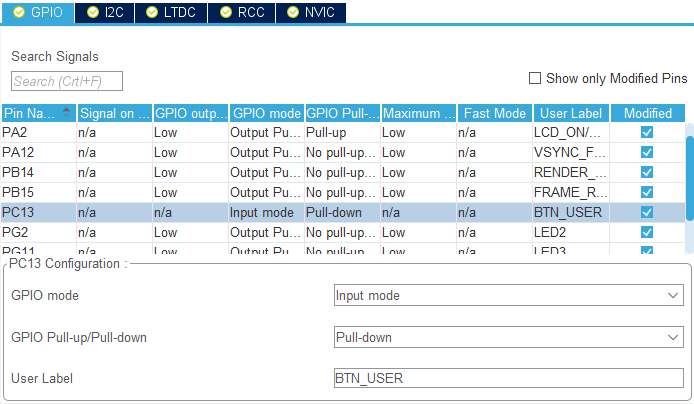 GPIO I2C LTDC RCC NVIC
Search Signals
Search (CrtI+F)
Show only Modified Pins
Pin Na... Signal on ... GPIO outp... GPIO mode GPIO Pull-... Maximum ... Fast Mode User Label Modified
PA2 n/a Low Output Pu... Pull-up Low n/a LCD_ON/...
PA12 n/a Low Output Pu... No pull-up... Low n/a VSYNC_F...
PB14 n/a Low Output Pu... No pull-up... Low n/a RENDER_...
PB15 n/a Low Output Pu... No pull-up... Low n/a FRAME_R...
PC13 n/a n/a Input mode Pull-down n/a n/a BTN_USER
PG2 n/a Low Output Pu... No pull-up... Low n/a LED2
PG11 n/a Low Output Pu... No pull-up... Low n/a LED3
PC13 Configuration :
GPIO mode Input mode
GPIO Pull-up/Pull-down Pull-down
User Label BTN_USER